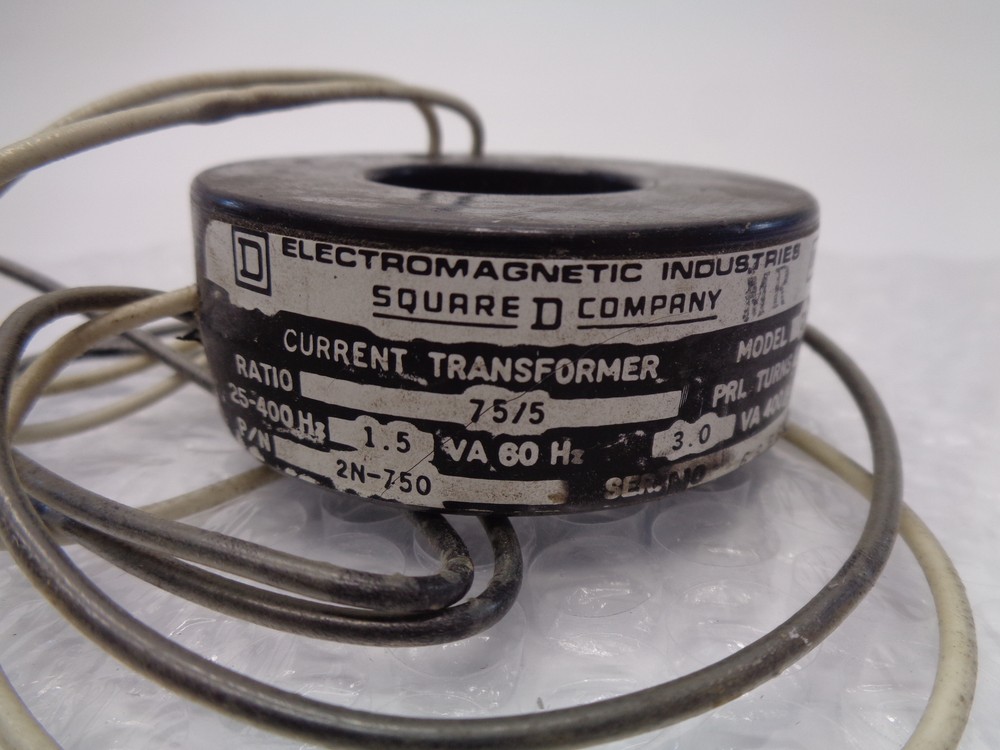 D ELECTROMAGNETIC INDUSTRIES
SQUARE D COMPANY MR
CURRENT TRANSFORMER MODEL
RATIO 75/5 PRI. TURNS
25-400 Hz 1.5 VA 60 Hz 3.0 VA 400
P/N 2N-750 SER. NO